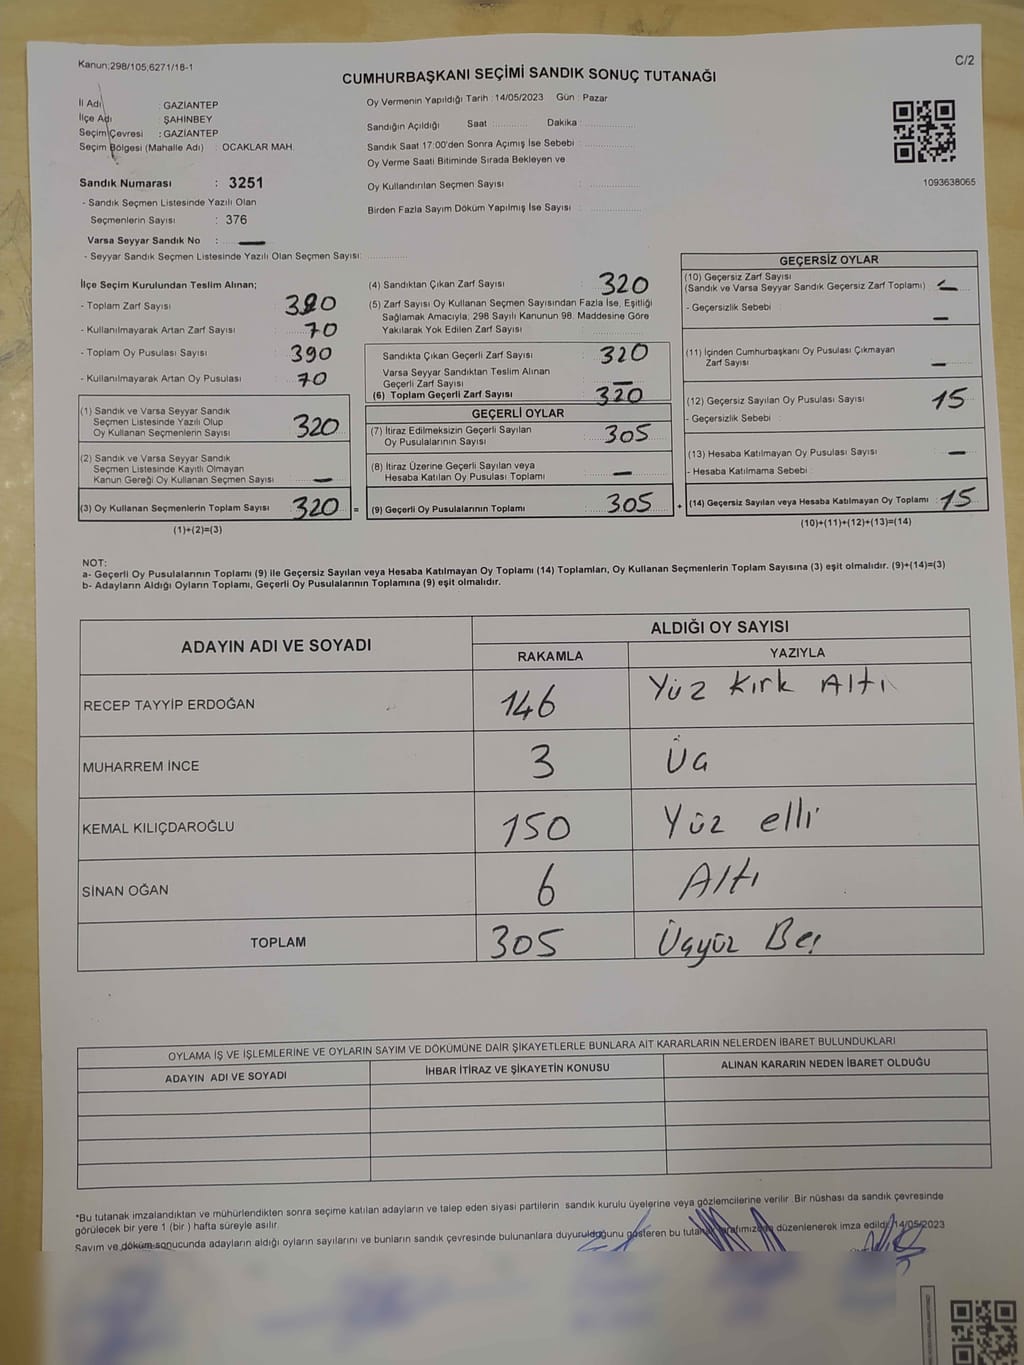 Kanun;298/105,6271/18-1
C/2
CUMHURBAŞKANI SEÇİMİ SANDIK SONUÇ TUTANAĞI
İl Adı : GAZİANTEP
İlçe Adı : ŞAHİNBEY
Seçim Çevresi : GAZİANTEP
Seçim Bölgesi (Mahalle Adı) : OCAKLAR MAH.
Sandık Numarası : 3251
- Sandık Seçmen Listesinde Yazılı Olan
Seçmenlerin Sayısı : 376
Varsa Seyyar Sandık No : —
- Seyyar Sandık Seçmen Listesinde Yazılı Olan Seçmen Sayısı:
Oy Vermenin Yapıldığı Tarih : 14/05/2023 Gün : Pazar
Sandığın Açıldığı Saat Dakika
Sandık Saat 17:00'den Sonra Açımış İse Sebebi :
Oy Verme Saati Bitiminde Sırada Bekleyen ve
Oy Kullandırılan Seçmen Sayısı :
Birden Fazla Sayım Döküm Yapılmış İse Sayısı :
1093638065
İlçe Seçim Kurulundan Teslim Alınan;
- Toplam Zarf Sayısı : 390
- Kullanılmayarak Artan Zarf Sayısı : 70
- Toplam Oy Pusulası Sayısı : 390
- Kullanılmayarak Artan Oy Pusulası : 70
(1) Sandık ve Varsa Seyyar Sandık
Seçmen Listesinde Yazılı Olup
Oy Kullanan Seçmenlerin Sayısı 320
(2) Sandık ve Varsa Seyyar Sandık
Seçmen Listesinde Kayıtlı Olmayan
Kanun Gereği Oy Kullanan Seçmen Sayısı —
(3) Oy Kullanan Seçmenlerin Toplam Sayısı 320 =
(1)+(2)=(3)
(4) Sandıktan Çıkan Zarf Sayısı : 320
(5) Zarf Sayısı Oy Kullanan Seçmen Sayısından Fazla İse, Eşitliği
Sağlamak Amacıyla, 298 Sayılı Kanunun 98. Maddesine Göre
Yakılarak Yok Edilen Zarf Sayısı :
Sandıkta Çıkan Geçerli Zarf Sayısı : 320
Varsa Seyyar Sandıktan Teslim Alınan
Geçerli Zarf Sayısı : —
(6) Toplam Geçerli Zarf Sayısı : 320
GEÇERLİ OYLAR
(7) İtiraz Edilmeksizin Geçerli Sayılan
Oy Pusulalarının Sayısı : 305
(8) İtiraz Üzerine Geçerli Sayılan veya
Hesaba Katılan Oy Pusulası Toplamı : —
(9) Geçerli Oy Pusulalarının Toplamı : 305 +
GEÇERSİZ OYLAR
(10) Geçersiz Zarf Sayısı
(Sandık ve Varsa Seyyar Sandık Geçersiz Zarf Toplamı) : —
- Geçersizlik Sebebi : —
(11) İçinden Cumhurbaşkanı Oy Pusulası Çıkmayan
Zarf Sayısı : —
(12) Geçersiz Sayılan Oy Pusulası Sayısı : 15
- Geçersizlik Sebebi :
(13) Hesaba Katılmayan Oy Pusulası Sayısı : —
- Hesaba Katılmama Sebebi :
(14) Geçersiz Sayılan veya Hesaba Katılmayan Oy Toplamı : 15
(10)+(11)+(12)+(13)=(14)
NOT:
a- Geçerli Oy Pusulalarının Toplamı (9) ile Geçersiz Sayılan veya Hesaba Katılmayan Oy Toplamı (14) Toplamları, Oy Kullanan Seçmenlerin Toplam Sayısına (3) eşit olmalıdır. (9)+(14)=(3)
b- Adayların Aldığı Oyların Toplamı, Geçerli Oy Pusulalarının Toplamına (9) eşit olmalıdır.
ADAYIN ADI VE SOYADI
ALDIĞI OY SAYISI
RAKAMLA YAZIYLA
RECEP TAYYİP ERDOĞAN 146 Yüz Kırk Altı
MUHARREM İNCE 3 Üç
KEMAL KILIÇDAROĞLU 150 Yüz elli
SİNAN OĞAN 6 Altı
TOPLAM 305 Üçyüz Beş
OYLAMA İŞ VE İŞLEMLERİNE VE OYLARIN SAYIM VE DÖKÜMÜNE DAİR ŞİKAYETLERLE BUNLARA AİT KARARLARIN NELERDEN İBARET BULUNDUKLARI
ADAYIN ADI VE SOYADI İHBAR İTİRAZ VE ŞİKAYETİN KONUSU ALINAN KARARIN NEDEN İBARET OLDUĞU
*Bu tutanak imzalandıktan ve mühürlendikten sonra seçime katılan adayların ve talep eden siyasi partilerin sandık kurulu üyelerine veya gözlemcilerine verilir. Bir nüshası da sandık çevresinde
görülecek bir yere 1 (bir ) hafta süreyle asılır.
Sayım ve döküm sonucunda adayların aldığı oyların sayılarını ve bunların sandık çevresinde bulunanlara duyurulduğunu gösteren bu tutanak tarafımızdan düzenlenerek imza edildi. 14/05/2023